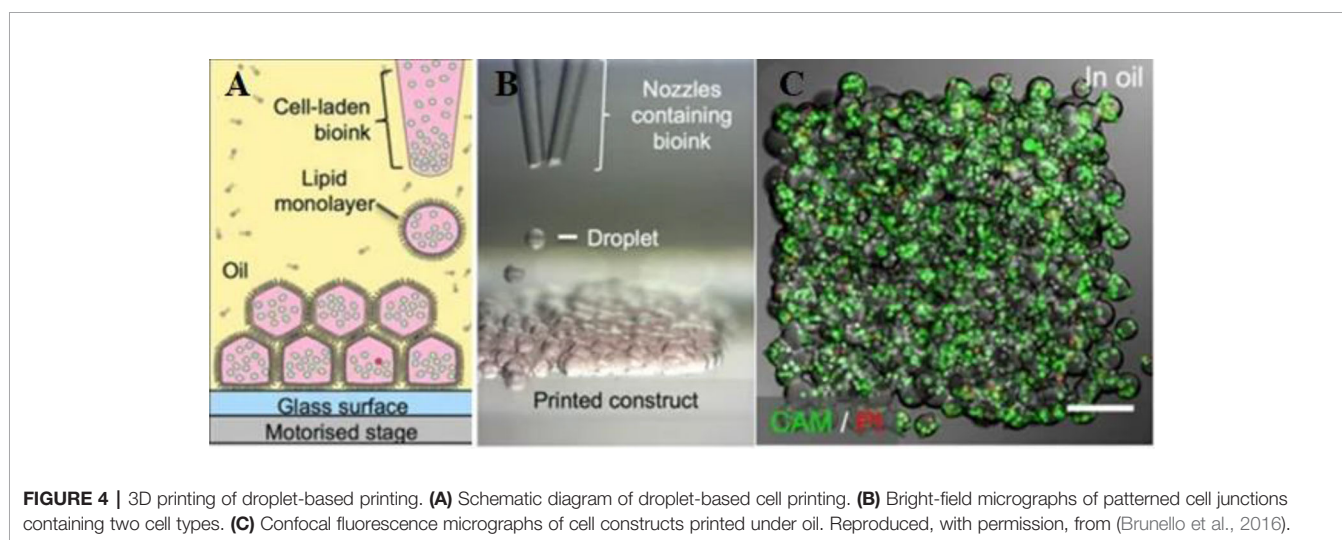 A
Cell-laden
bioink
Lipid
monolayer
Oil
Glass surface
Motorised stage
B
Nozzles
containing
bioink
Droplet
Printed construct
C
In oil
CAM / PI
FIGURE 4 | 3D printing of droplet-based printing. (A) Schematic diagram of droplet-based cell printing. (B) Bright-field micrographs of patterned cell junctions
containing two cell types. (C) Confocal fluorescence micrographs of cell constructs printed under oil. Reproduced, with permission, from (Brunello et al., 2016).